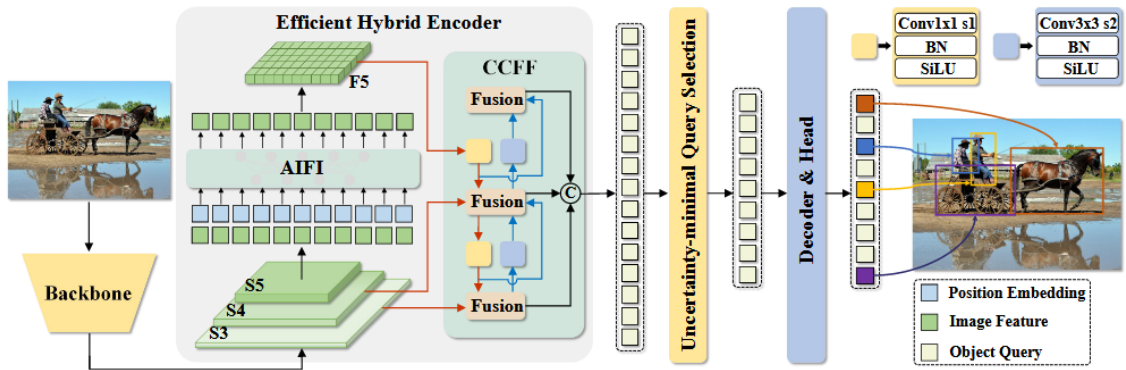 Efficient Hybrid Encoder
F5
AIFI
S5
S4
S3
Backbone
CCFF
Fusion
Fusion
Fusion
C
Uncertainty-minimal Query Selection
Decoder & Head
Conv1x1 s1
BN
SiLU
Conv3x3 s2
BN
SiLU
Position Embedding
Image Feature
Object Query